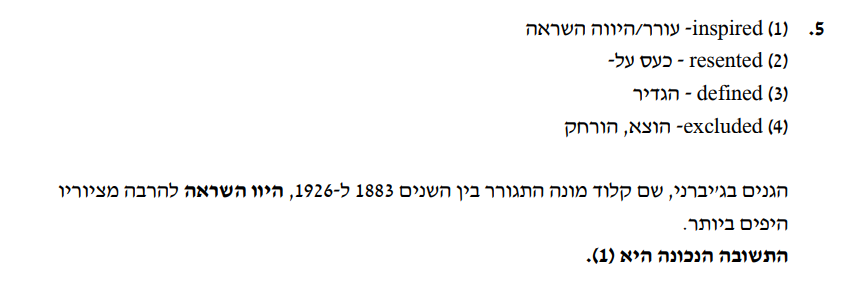 5. (1) inspired- עורר/היווה השראה
(2) resented - כעס על-
(3) defined - הגדיר
(4) excluded- הוצא, הורחק
הגנים בג'יברני, שם קלוד מונה התגורר בין השנים 1883 ל-1926, היוו השראה להרבה מציוריו
היפים ביותר.
התשובה הנכונה היא (1).